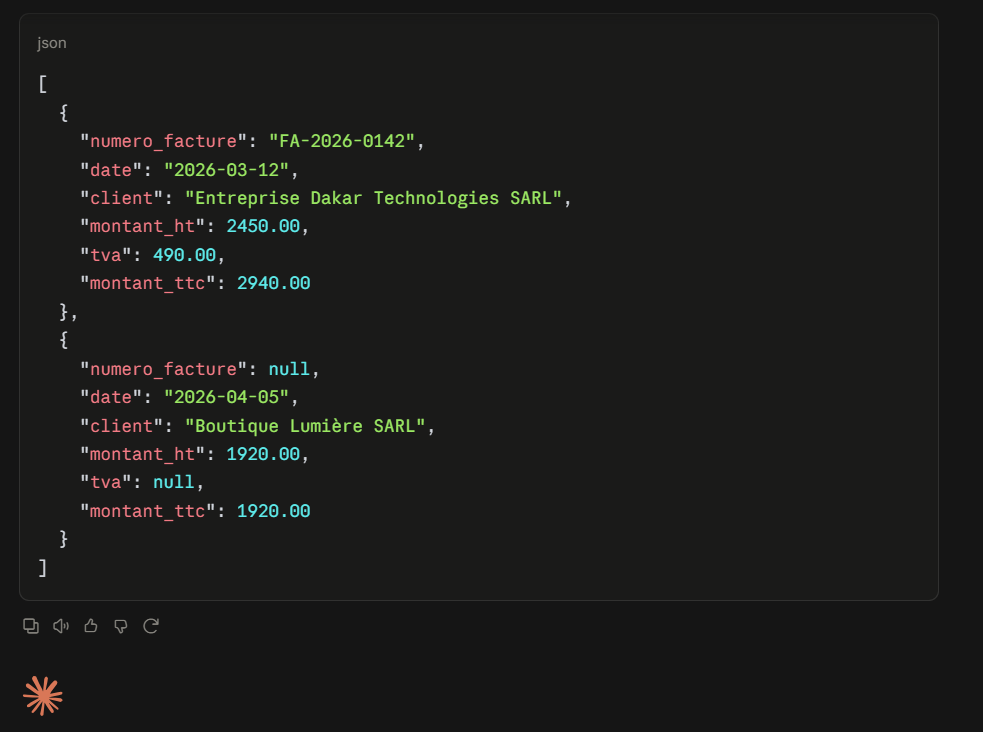 json
[
  {
    "numero_facture": "FA-2026-0142",
    "date": "2026-03-12",
    "client": "Entreprise Dakar Technologies SARL",
    "montant_ht": 2450.00,
    "tva": 490.00,
    "montant_ttc": 2940.00
  },
  {
    "numero_facture": null,
    "date": "2026-04-05",
    "client": "Boutique Lumière SARL",
    "montant_ht": 1920.00,
    "tva": null,
    "montant_ttc": 1920.00
  }
]